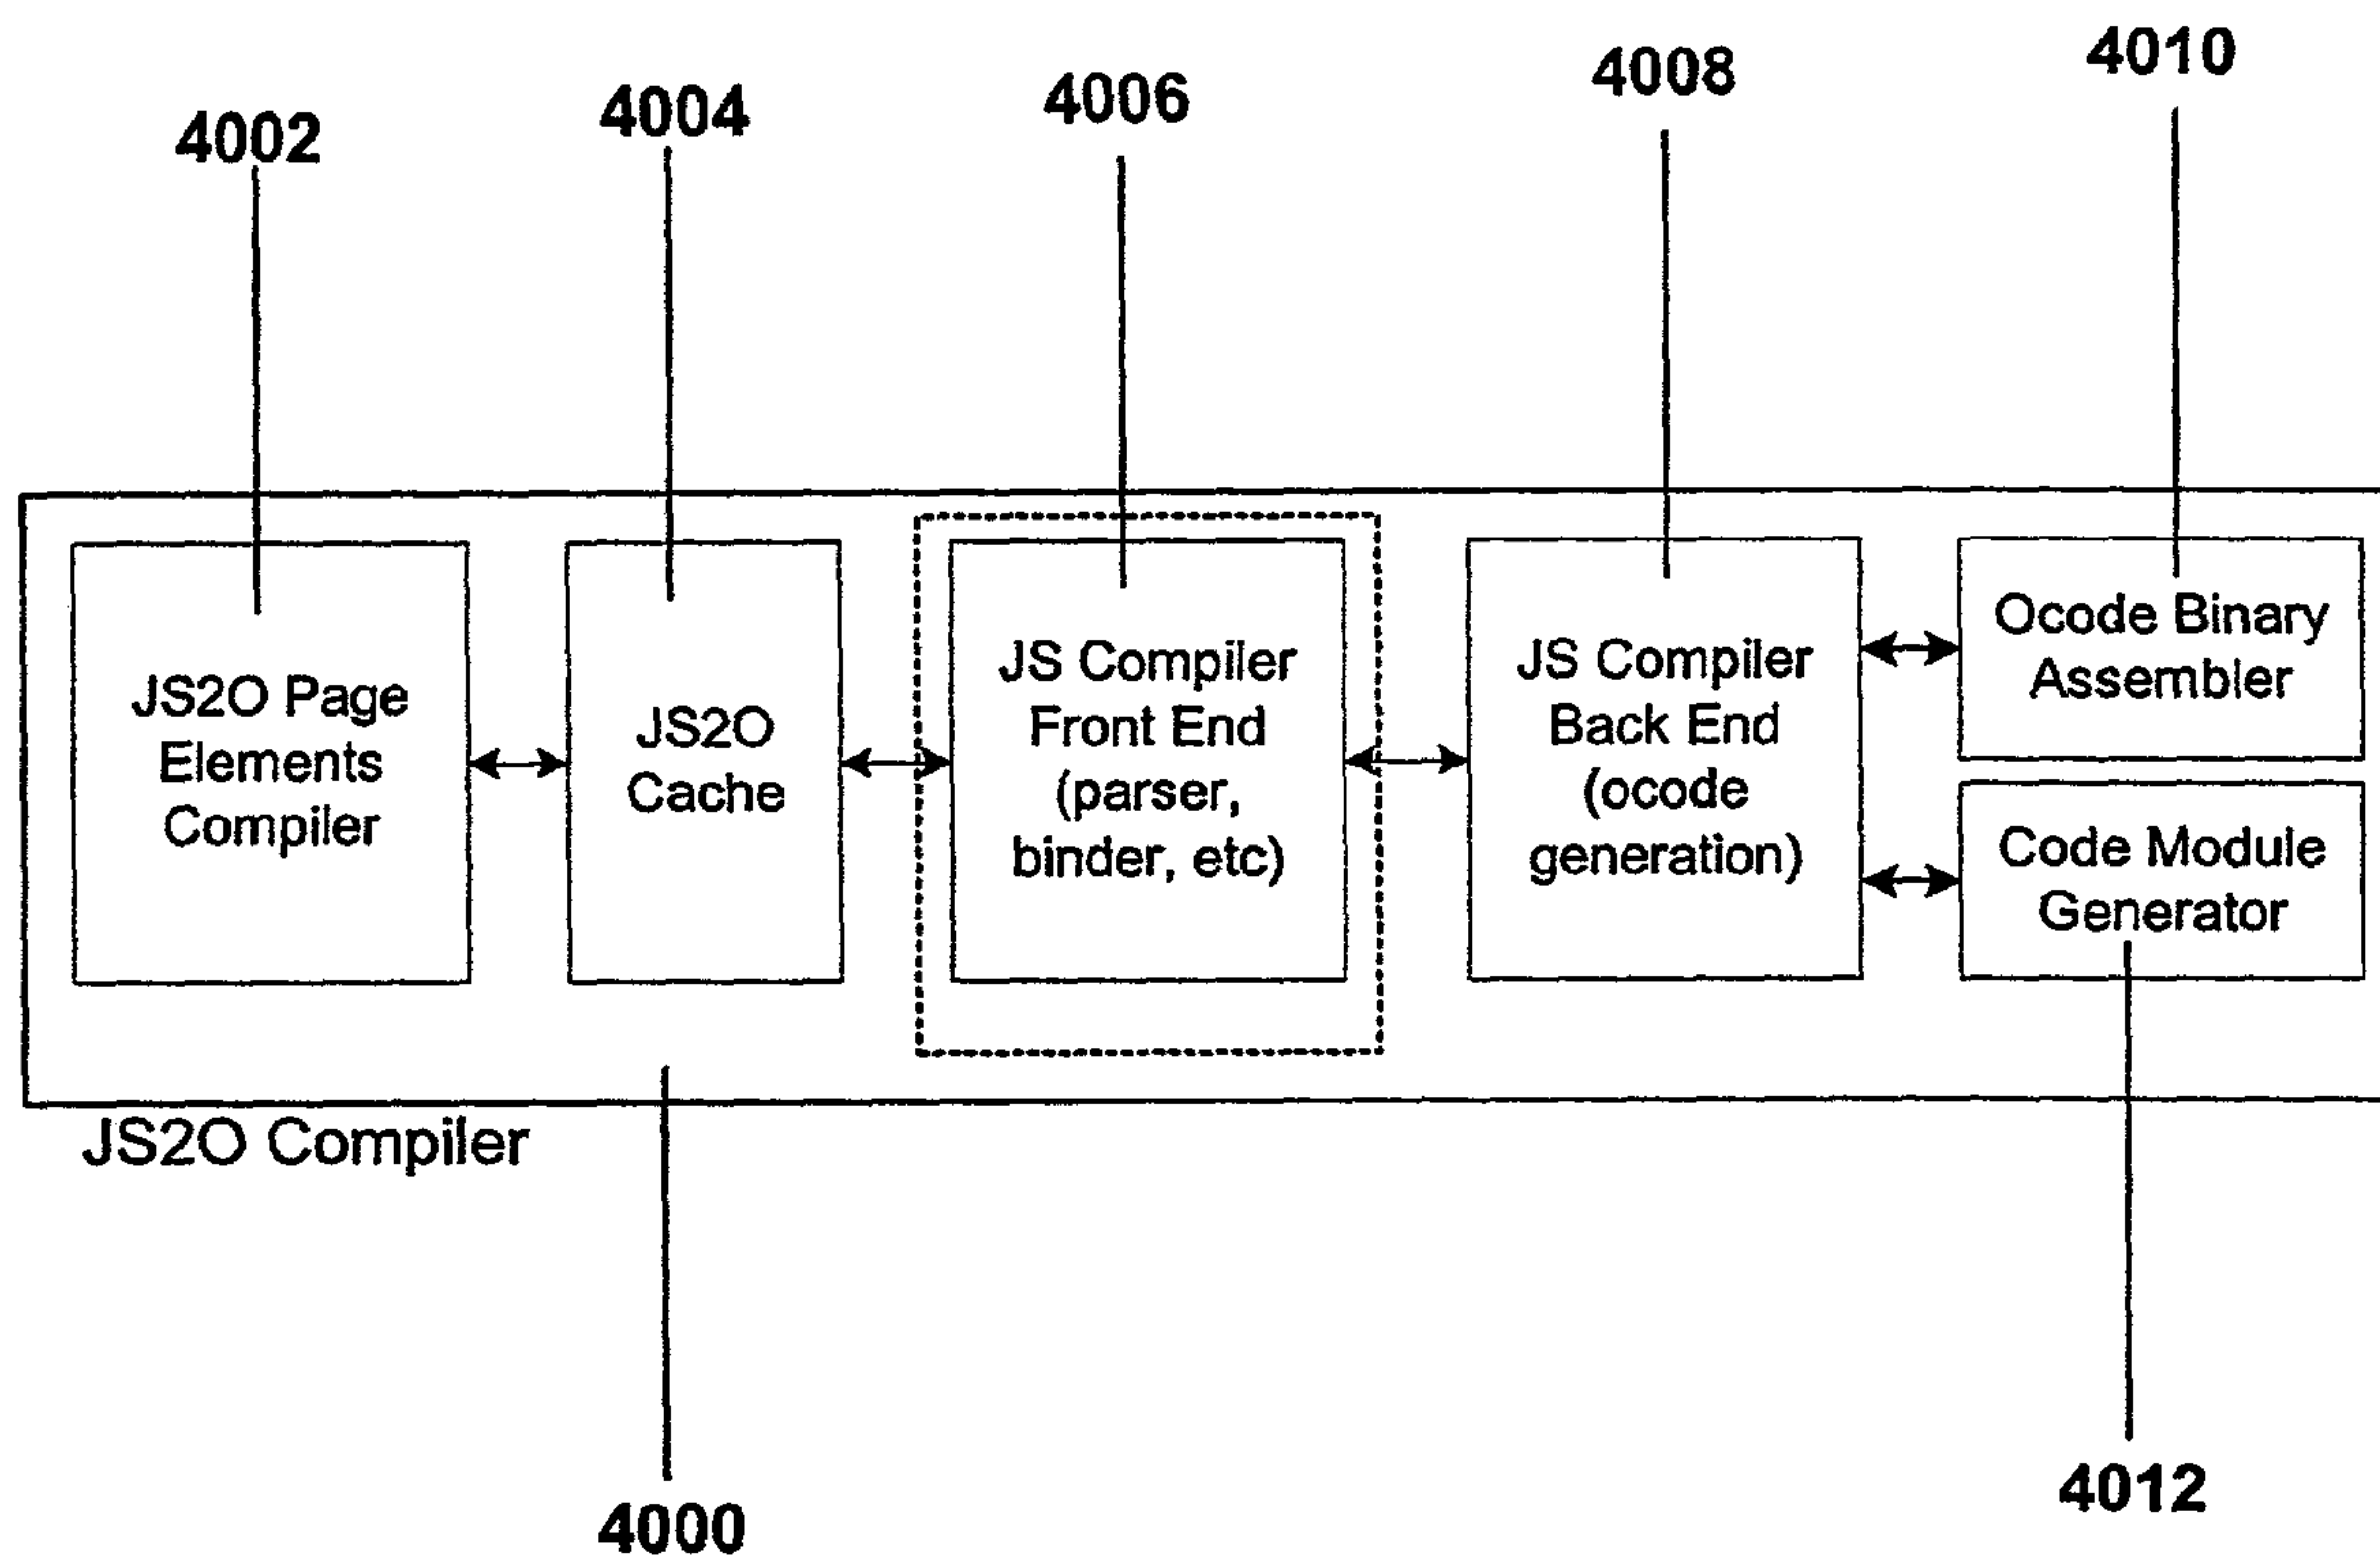 4002
4004
4006
4008
4010
JS2O Page
Elements
Compiler
JS2O
Cache
JS Compiler
Front End
(parser,
binder, etc)
JS Compiler
Back End
(ocode
generation)
Ocode Binary
Assembler
Code Module
Generator
JS2O Compiler
4000
4012